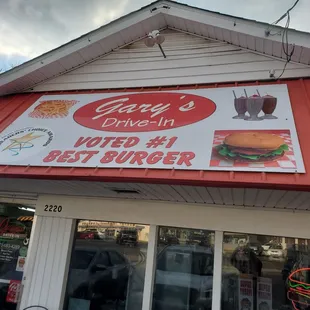 Gary's
Drive-In
VOTED #1
BEST BURGER
2220